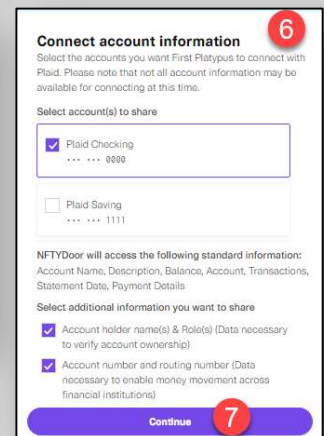 6
Connect account information
Select the accounts you want First Platypus to connect with
Plaid. Please note that not all account information may be
available for connecting at this time.
Select account(s) to share
Plaid Checking
••• ••• 0000
Plaid Saving
••• ••• 1111
NFTYDoor will access the following standard information:
Account Name, Description, Balance, Account, Transactions,
Statement Date, Payment Details
Select additional information you want to share
Account holder name(s) & Role(s) (Data necessary
to verify account ownership)
Account number and routing number (Data
necessary to enable money movement across
financial institutions)
Continue 7